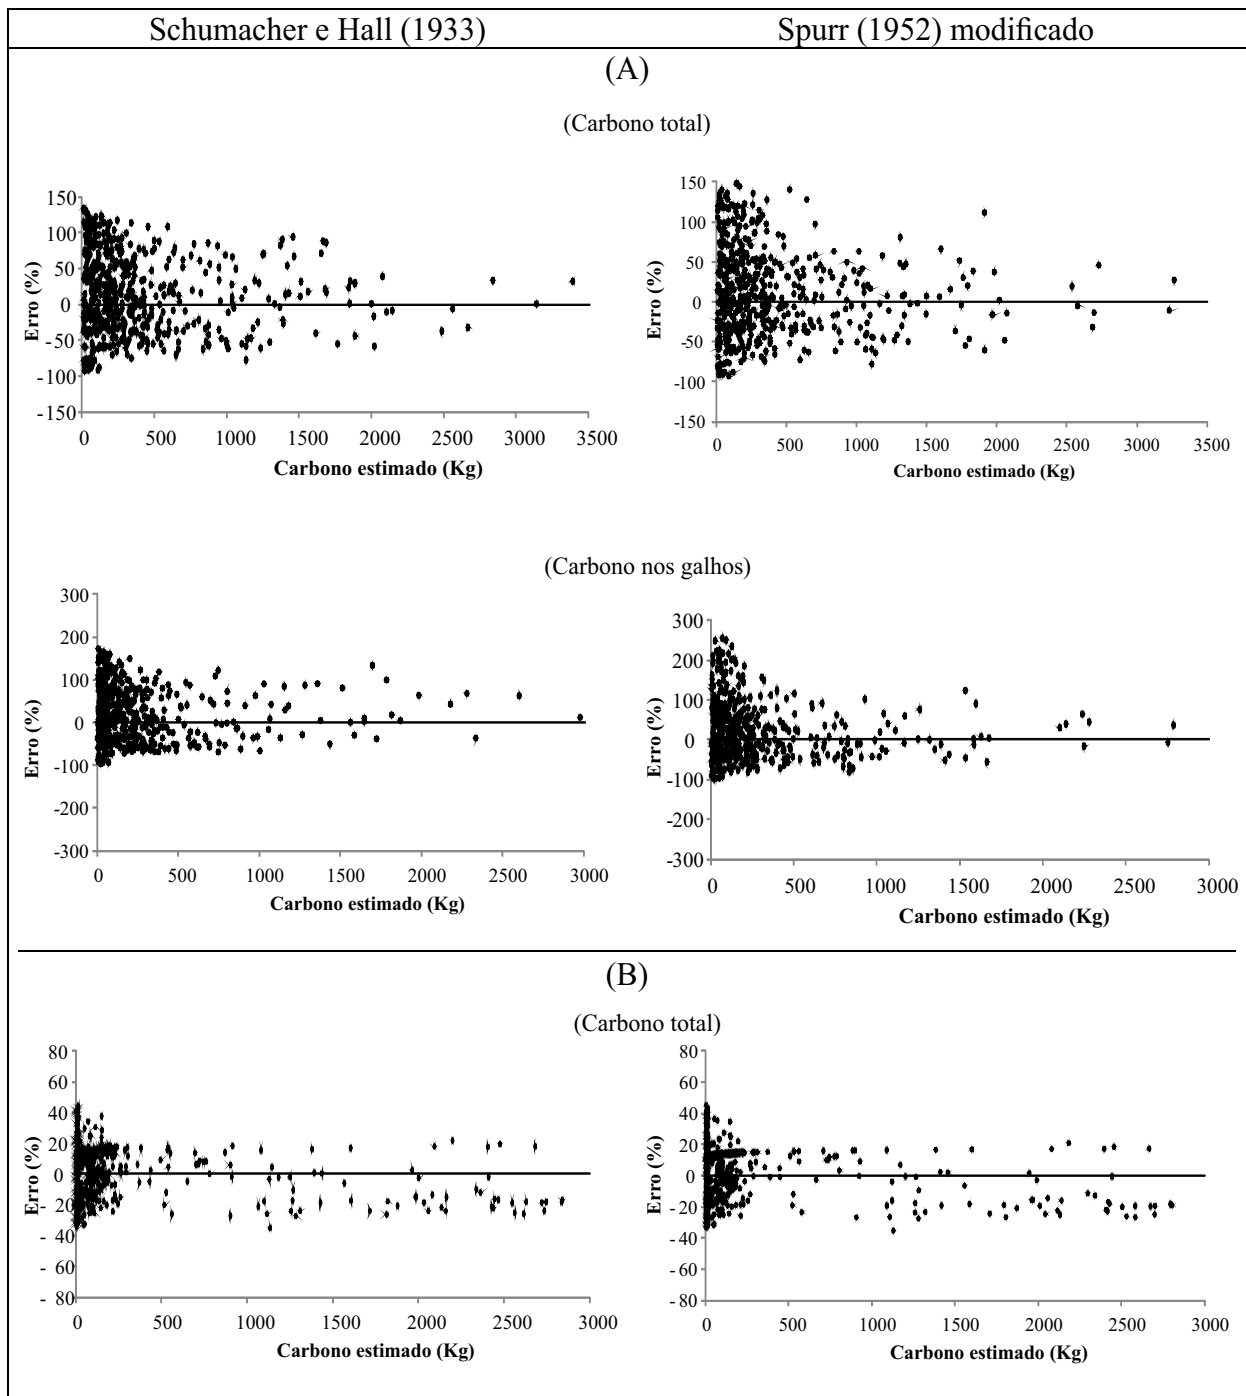 Schumacher e Hall (1933) Spurr (1952) modificado
(A)
(Carbono total)
150
100
50
0
-50
-100
-150
Erro (%)
0 500 1000 1500 2000 2500 3000 3500
Carbono estimado (Kg)
150
100
50
0
-50
-100
-150
Erro (%)
0 500 1000 1500 2000 2500 3000 3500
Carbono estimado (Kg)
(Carbono nos galhos)
300
200
100
0
-100
-200
-300
Erro (%)
0 500 1000 1500 2000 2500 3000
Carbono estimado (Kg)
300
200
100
0
-100
-200
-300
Erro (%)
0 500 1000 1500 2000 2500 3000
Carbono estimado (Kg)
(B)
(Carbono total)
80
60
40
20
0
- 20
- 40
- 60
- 80
Erro (%)
0 500 1000 1500 2000 2500 3000
Carbono estimado (Kg)
80
60
40
20
0
-20
-40
-60
-80
Erro (%)
0 500 1000 1500 2000 2500 3000
Carbono estimado (Kg)